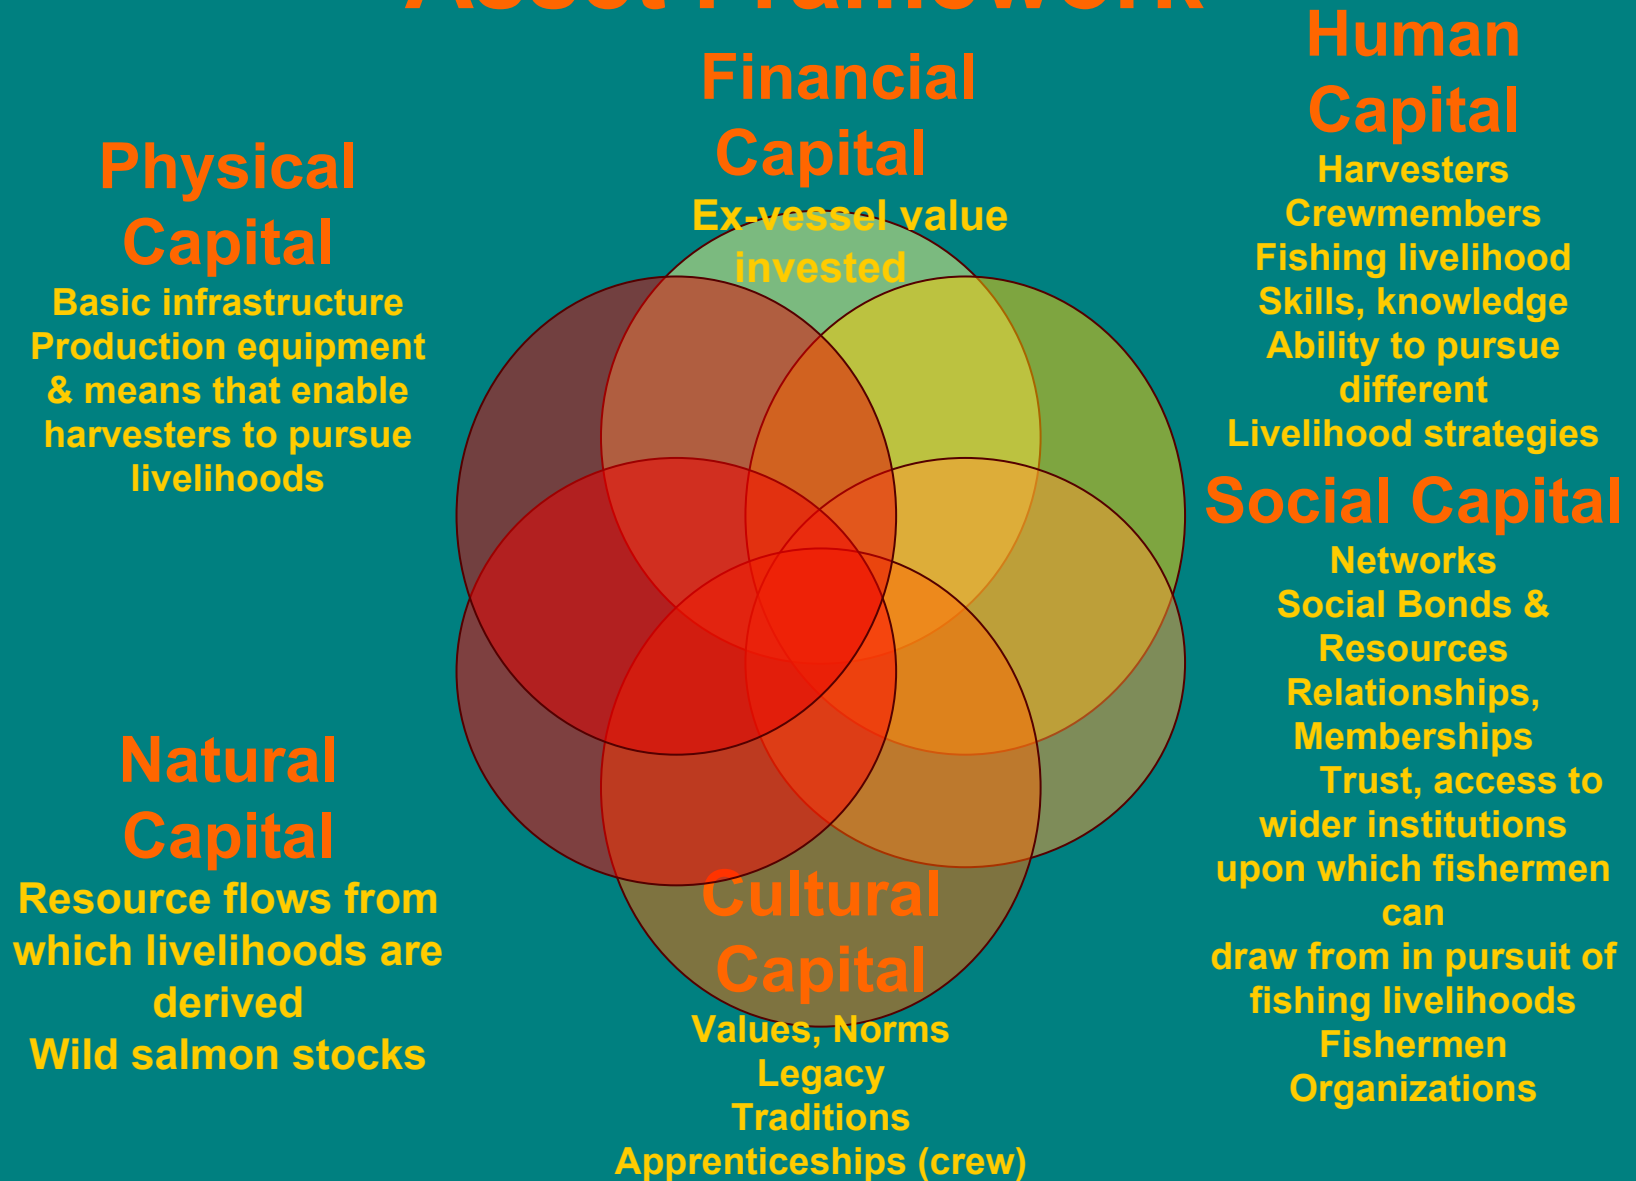 Asset Framework
Financial
Capital
Ex-vessel value
invested
Human
Capital
Harvesters
Crewmembers
Fishing livelihood
Skills, knowledge
Ability to pursue
different
Livelihood strategies
Physical
Capital
Basic infrastructure
Production equipment
& means that enable
harvesters to pursue
livelihoods
Social Capital
Networks
Social Bonds &
Resources
Relationships,
Memberships
Trust, access to
wider institutions
upon which fishermen
can
draw from in pursuit of
fishing livelihoods
Fishermen
Organizations
Natural
Capital
Resource flows from
which livelihoods are
derived
Wild salmon stocks
Cultural
Capital
Values, Norms
Legacy
Traditions
Apprenticeships (crew)